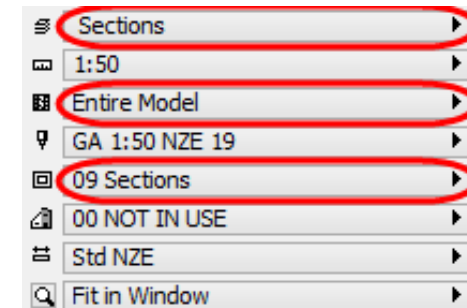 Sections
1:50
Entire Model
GA 1:50 NZE 19
09 Sections
00 NOT IN USE
Std NZE
Fit in Window